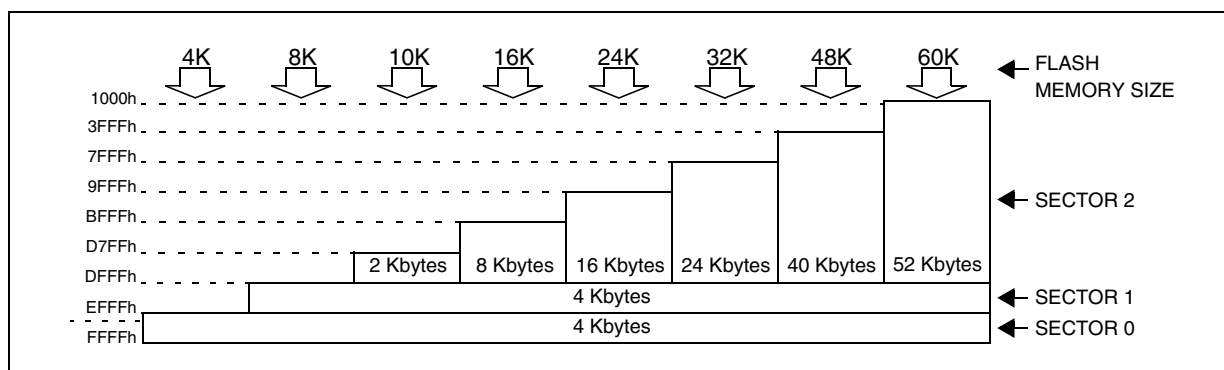 4K 8K 10K 16K 24K 32K 48K 60K
FLASH
MEMORY SIZE
1000h
3FFFh
7FFFh
9FFFh
SECTOR 2
BFFFh
D7FFh
2 Kbytes 8 Kbytes 16 Kbytes 24 Kbytes 40 Kbytes 52 Kbytes
DFFFh
4 Kbytes
SECTOR 1
EFFFh
4 Kbytes
SECTOR 0
FFFFh